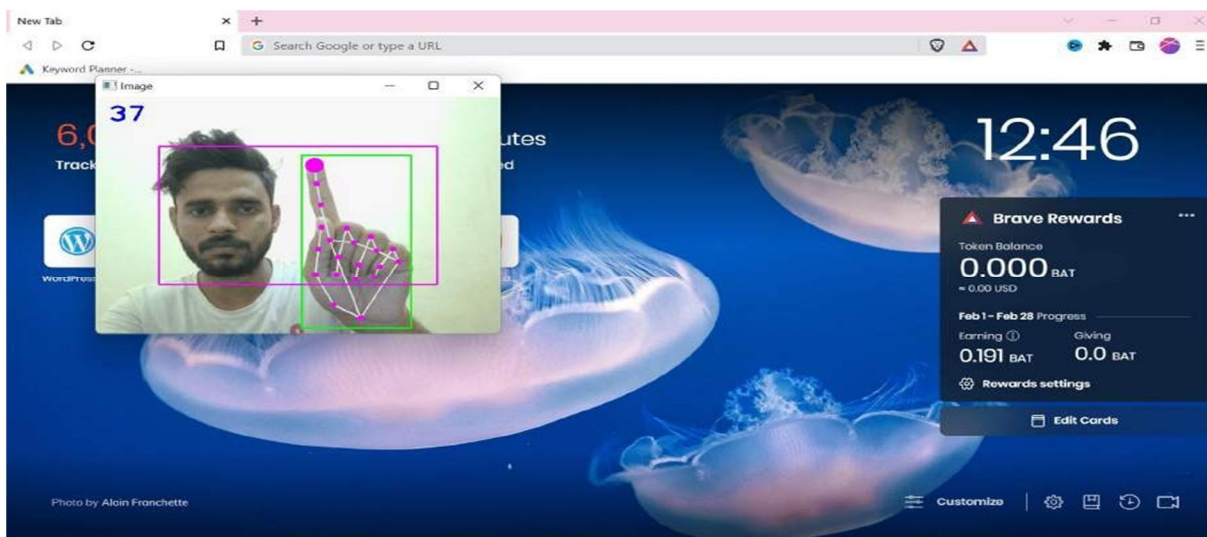 New Tab
Search Google or type a URL
Keyword Planner -...
Image
37
6,0
utes
Track
ed
12:46
WordPres
Brave Rewards
Token Balance
0.000 BAT
≈ 0.00 USD
Feb 1 - Feb 28 Progress
Earning Giving
0.191 BAT 0.0 BAT
Rewards settings
Edit Cards
Photo by Alain Franchette
Customize